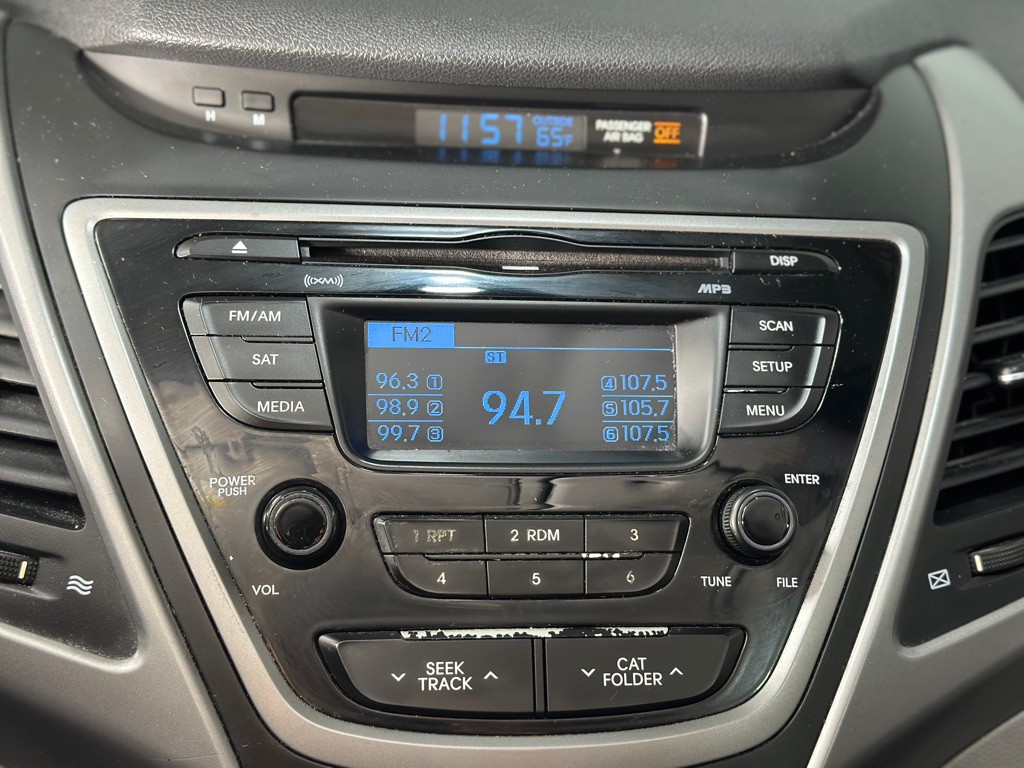 H M
1157 OUTSIDE 65°F
PASSENGER AIR BAG OFF
DISP
((XM)) MP3
FM/AM
SAT
MEDIA
FM2
ST
96.3 1
98.9 2
99.7 3
94.7
4 107.5
5 105.7
6 107.5
SCAN
SETUP
MENU
POWER
PUSH
VOL
ENTER
TUNE FILE
1 RPT 2 RDM 3
4 5 6
SEEK
TRACK
CAT
FOLDER